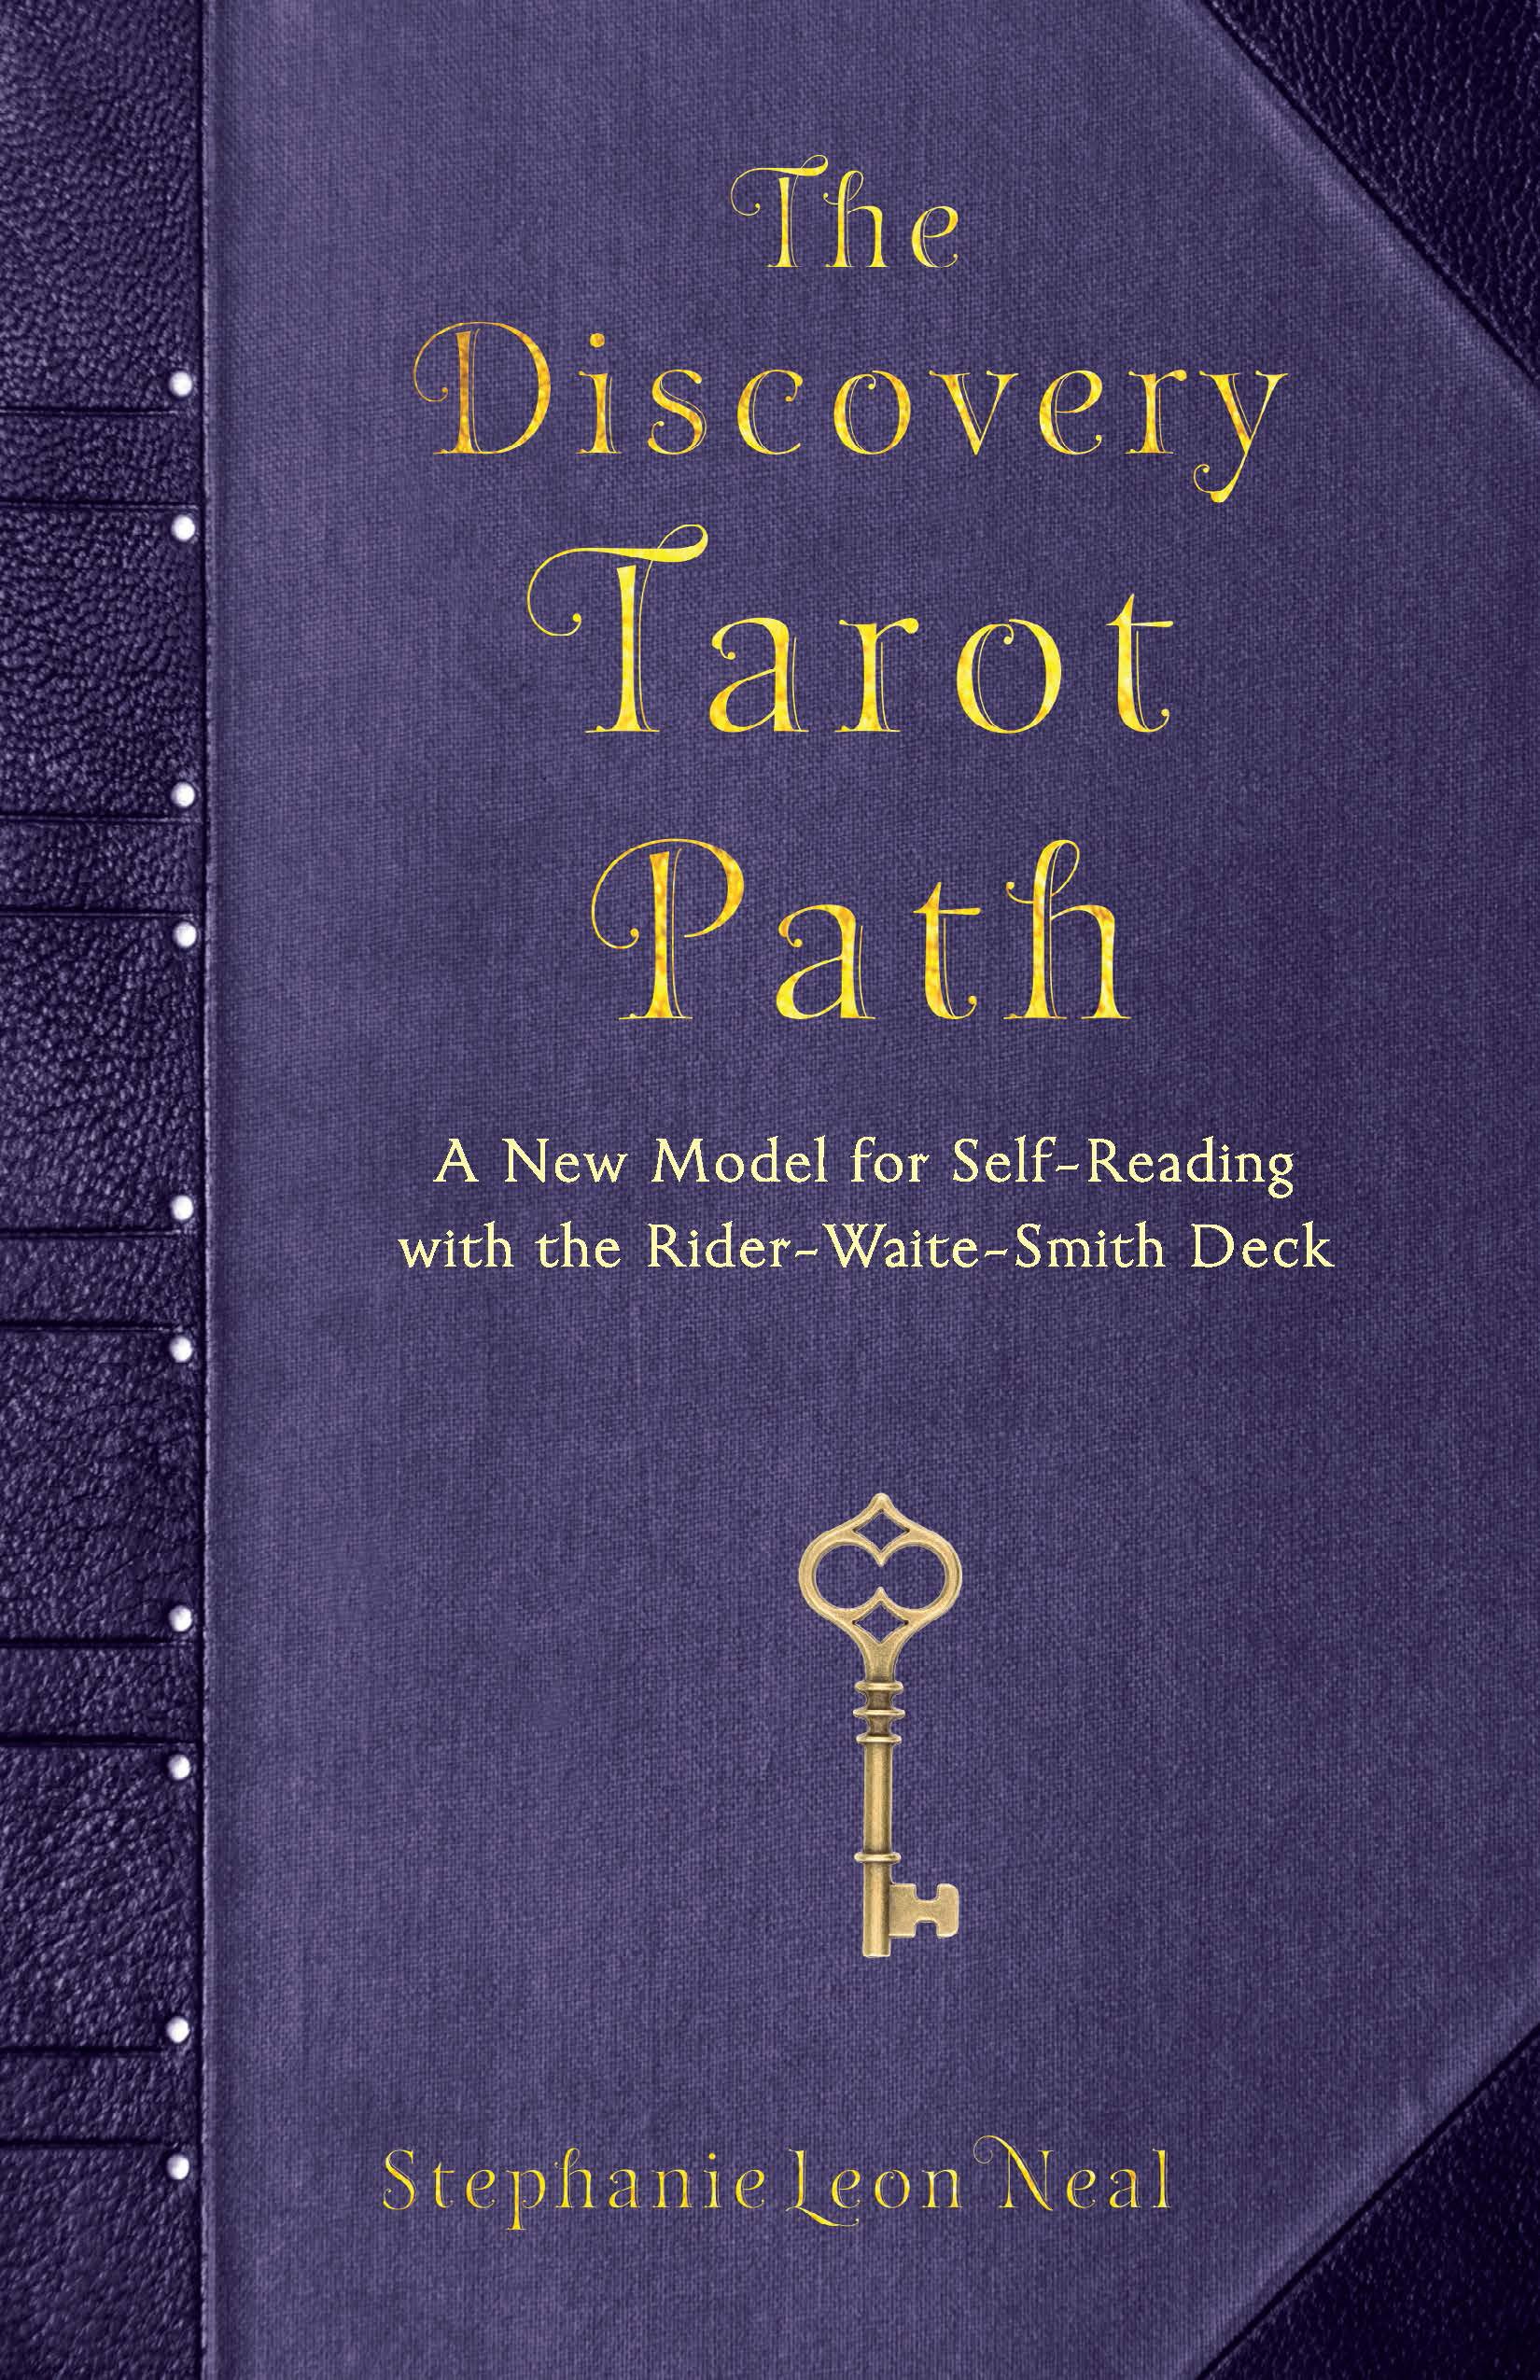 The
Discovery
Tarot
Path
A New Model for Self-Reading
with the Rider-Waite-Smith Deck
Stephanie Leon Neal